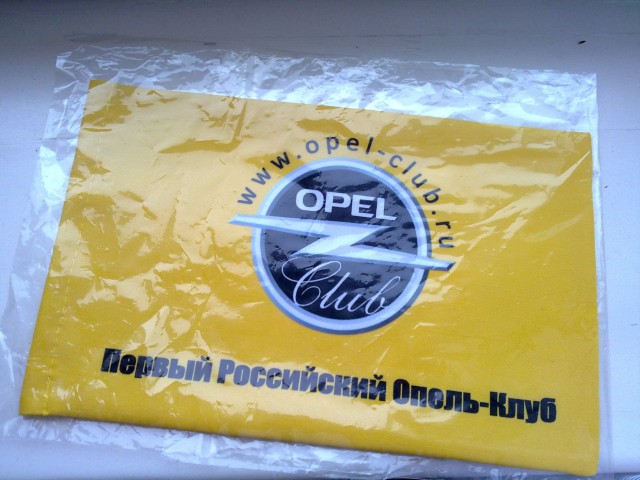 www.opel-club.ru
OPEL
Club
Первый Российский Опель-Клуб